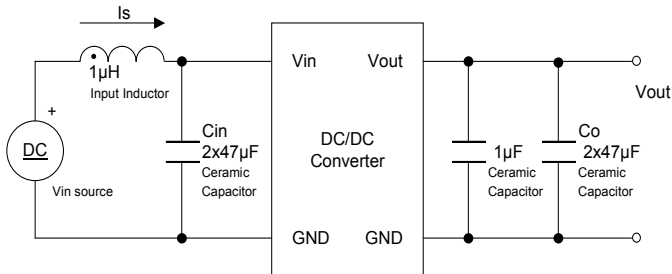 Is
1µH
Input Inductor
+
DC
Vin source
Cin
2x47µF
Ceramic
Capacitor
Vin
Vout
DC/DC
Converter
GND
GND
1µF
Ceramic
Capacitor
Co
2x47µF
Ceramic
Capacitor
Vout